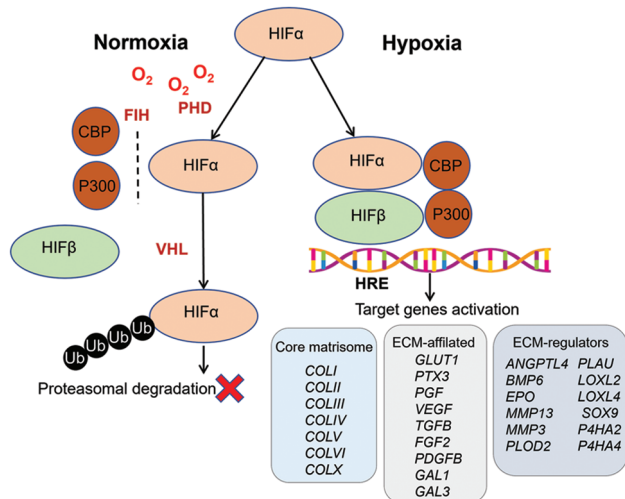 Normoxia
HIFα
Hypoxia
O2
O2
O2
FIH
PHD
CBP
P300
HIFα
HIFβ
VHL
HIFα
Ub
Ub
Ub
Ub
Proteasomal degradation
HIFα
CBP
HIFβ
P300
HRE
Target genes activation
Core matrisome
COLI
COLII
COLIII
COLIV
COLV
COLVI
COLX
ECM-affilated
GLUT1
PTX3
PGF
VEGF
TGFB
FGF2
PDGFB
GAL1
GAL3
ECM-regulators
ANGPTL4 PLAU
BMP6 LOXL2
EPO LOXL4
MMP13 SOX9
MMP3 P4HA2
PLOD2 P4HA4